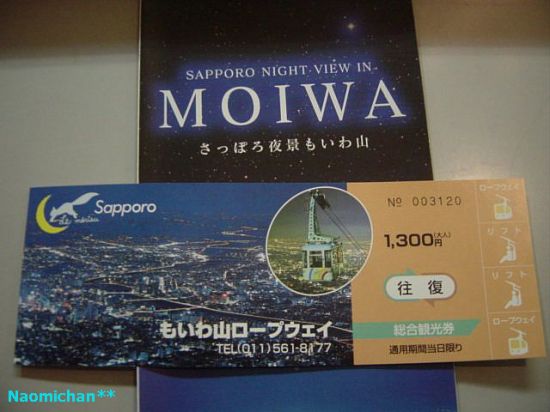 SAPPORO NIGHT VIEW IN
MOIWA
さっぽろ夜景もいわ山
Sapporo
もいわ山ロープウェイ
TEL(011)561-8177
№ 003120
1,300円(大人)
往復
総合観光券
通用期間当日限り
ロープウェイ
リフト
リフト
ロープウェイ
Naomichan**